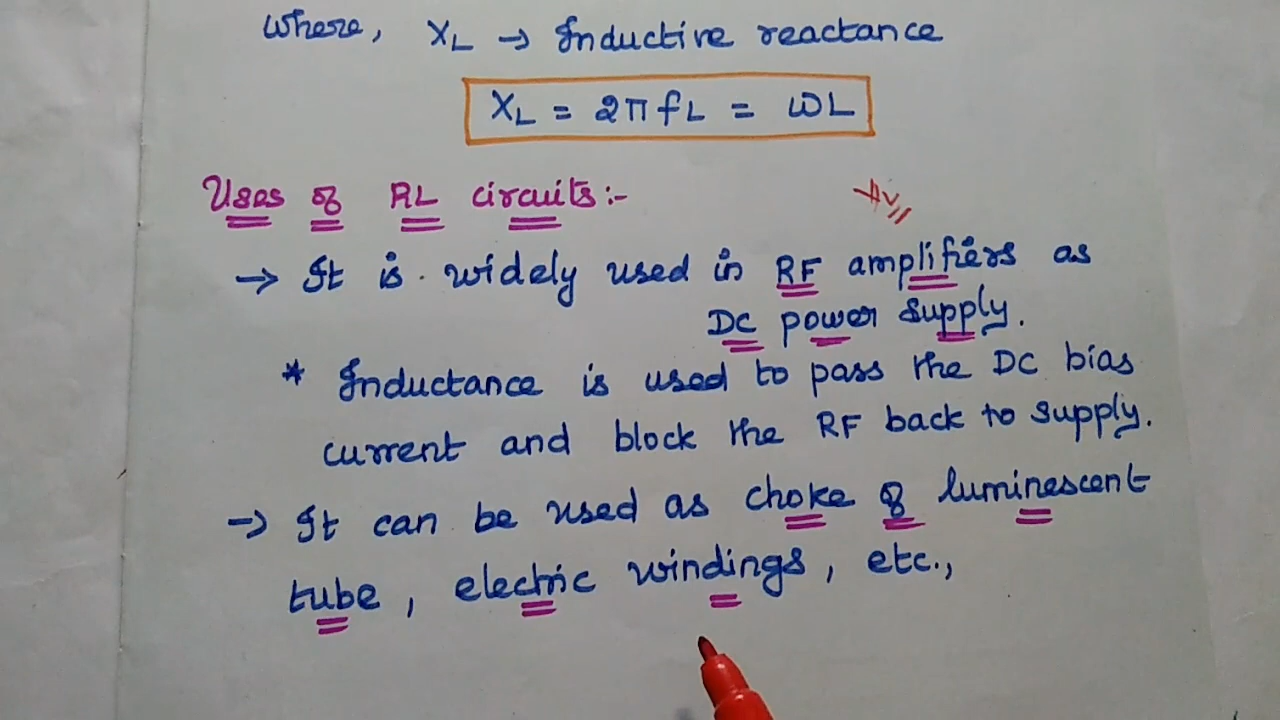 Where, XL → Inductive reactance
XL = 2πfL = ωL
Uses of RL circuits:-
→ It is widely used in RF amplifiers as
DC power supply.
* Inductance is used to pass the DC bias
current and block the RF back to supply.
→ It can be used as choke of luminescent
tube, electric windings, etc.,